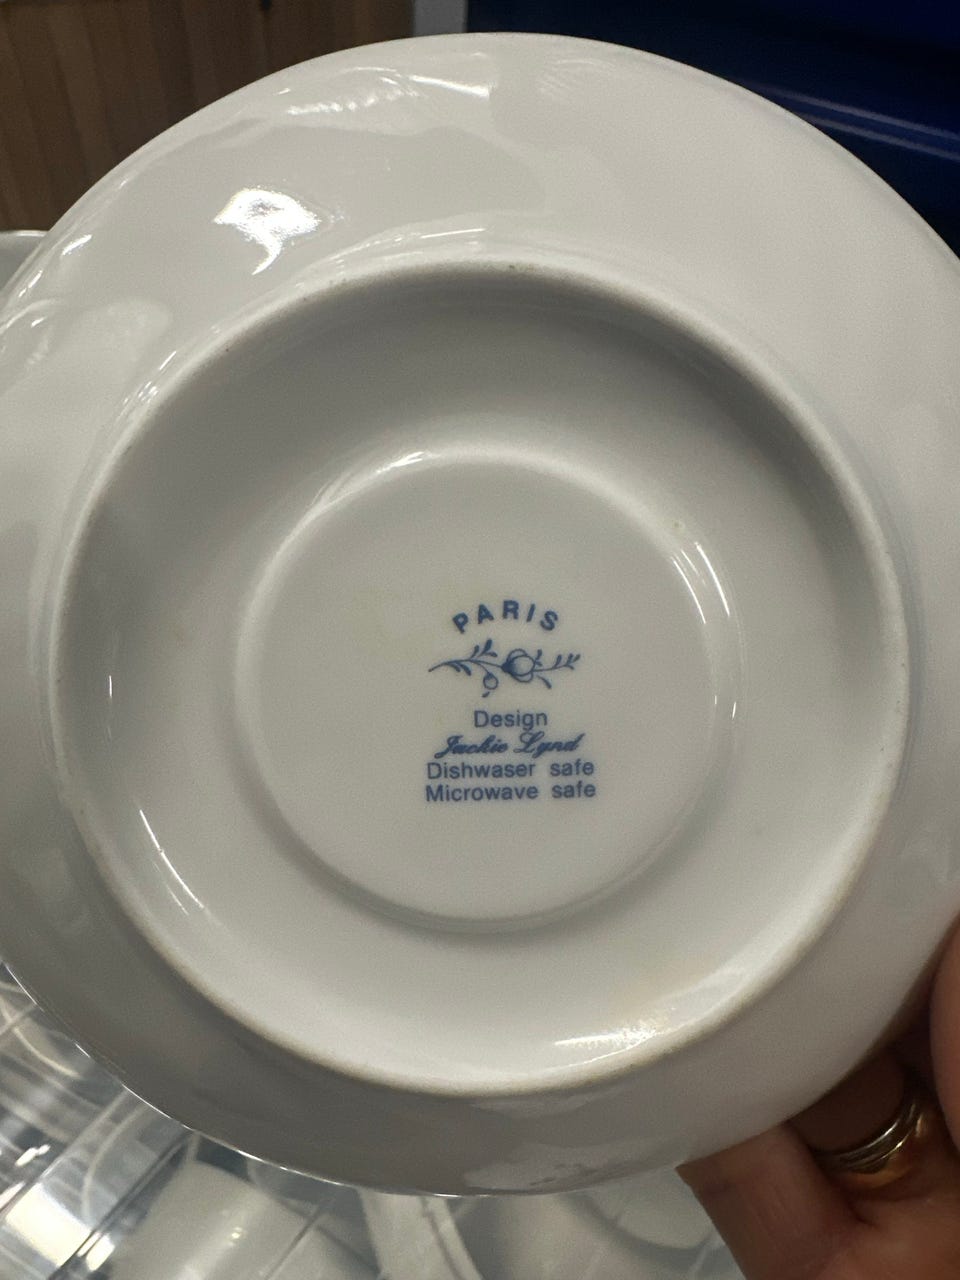 PARIS
Design
Jackie Lynd
Dishwaser safe
Microwave safe